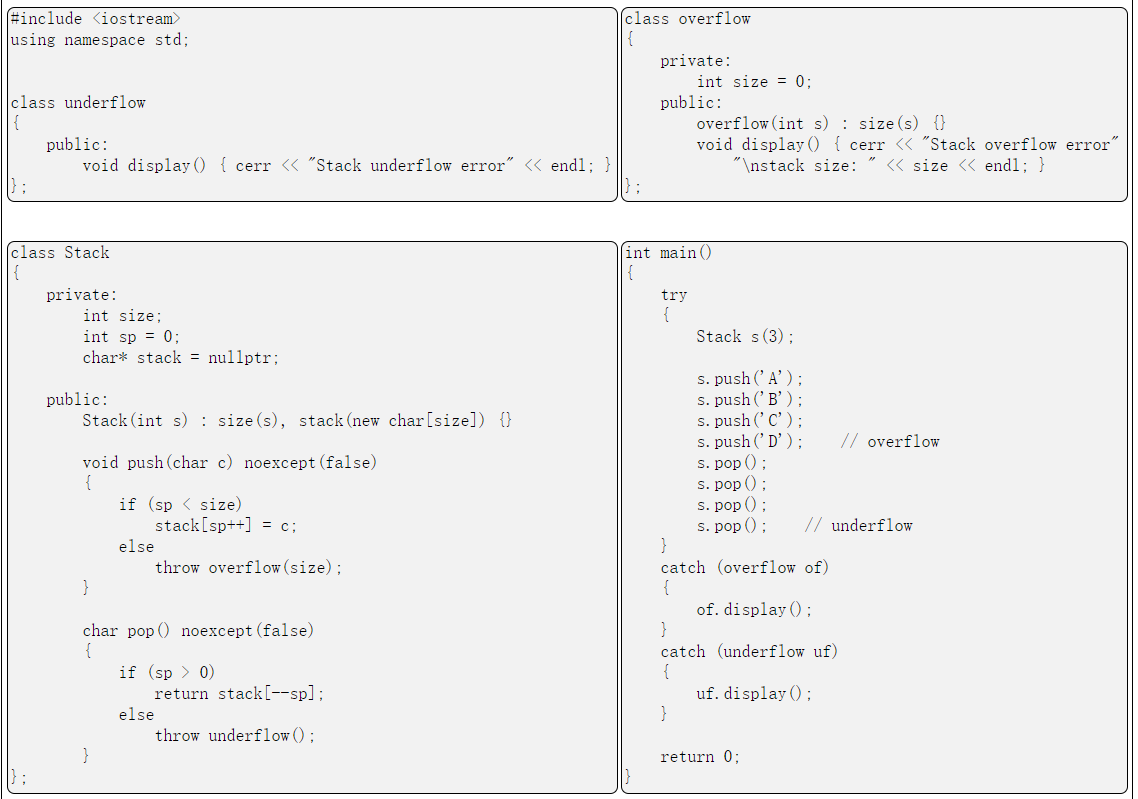 #include <iostream>
using namespace std;
class underflow
{
    public:
        void display() { cerr << "Stack underflow error" << endl; }
};
class overflow
{
    private:
        int size = 0;
    public:
        overflow(int s) : size(s) {}
        void display() { cerr << "Stack overflow error"
            "\nstack size: " << size << endl; }
};
class Stack
{
    private:
        int size;
        int sp = 0;
        char* stack = nullptr;
    public:
        Stack(int s) : size(s), stack(new char[size]) {}
        void push(char c) noexcept(false)
        {
            if (sp < size)
                stack[sp++] = c;
            else
                throw overflow(size);
        }
        char pop() noexcept(false)
        {
            if (sp > 0)
                return stack[--sp];
            else
                throw underflow();
        }
};
int main()
{
    try
    {
        Stack s(3);
        s.push('A');
        s.push('B');
        s.push('C');
        s.push('D');    // overflow
        s.pop();
        s.pop();
        s.pop();
        s.pop();    // underflow
    }
    catch (overflow of)
    {
        of.display();
    }
    catch (underflow uf)
    {
        uf.display();
    }
    return 0;
}